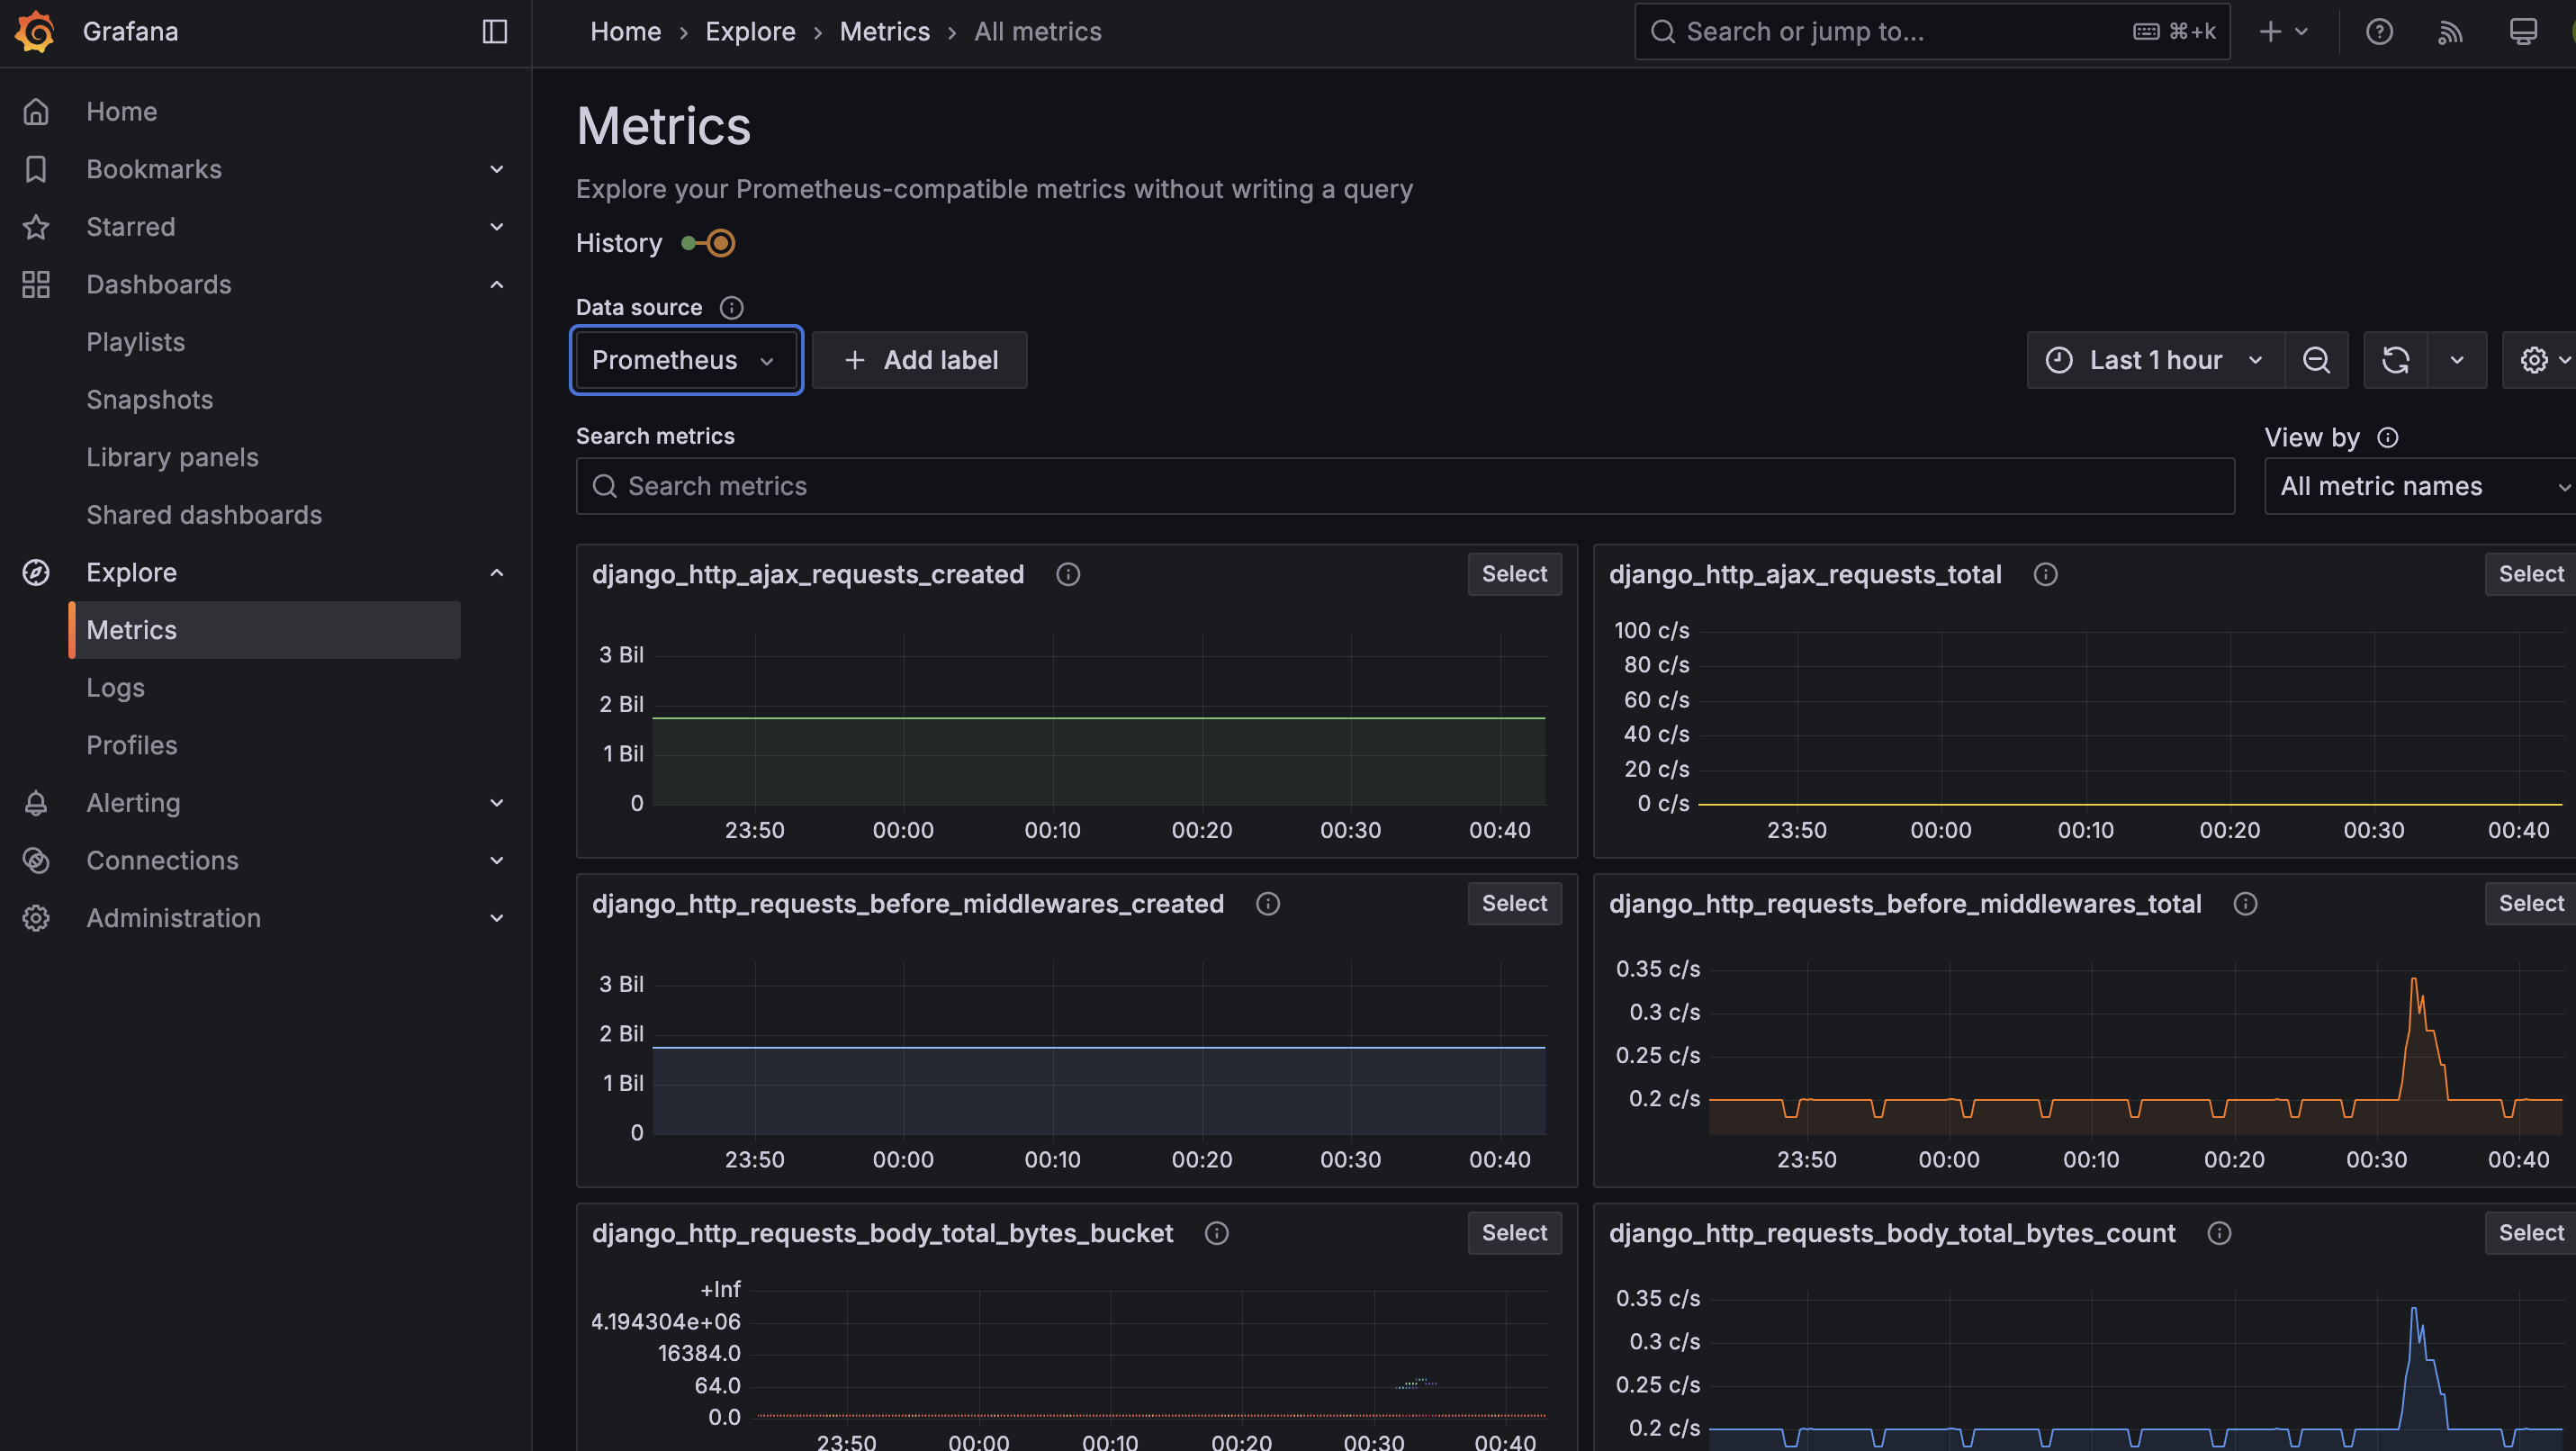 Grafana
Home › Explore › Metrics › All metrics
Search or jump to... ⌘+k
Home
Bookmarks
Starred
Dashboards
Playlists
Snapshots
Library panels
Shared dashboards
Explore
Metrics
Logs
Profiles
Alerting
Connections
Administration
Metrics
Explore your Prometheus-compatible metrics without writing a query
History
Data source
Prometheus
+ Add label
Last 1 hour
Search metrics
Search metrics
View by
All metric names
django_http_ajax_requests_created
Select
3 Bil
2 Bil
1 Bil
0
23:50 00:00 00:10 00:20 00:30 00:40
django_http_ajax_requests_total
Select
100 c/s
80 c/s
60 c/s
40 c/s
20 c/s
0 c/s
23:50 00:00 00:10 00:20 00:30 00:40
django_http_requests_before_middlewares_created
Select
3 Bil
2 Bil
1 Bil
0
23:50 00:00 00:10 00:20 00:30 00:40
django_http_requests_before_middlewares_total
Select
0.35 c/s
0.3 c/s
0.25 c/s
0.2 c/s
23:50 00:00 00:10 00:20 00:30 00:40
django_http_requests_body_total_bytes_bucket
Select
+Inf
4.194304e+06
16384.0
64.0
0.0
23:50 00:00 00:10 00:20 00:30 00:40
django_http_requests_body_total_bytes_count
Select
0.35 c/s
0.3 c/s
0.25 c/s
0.2 c/s